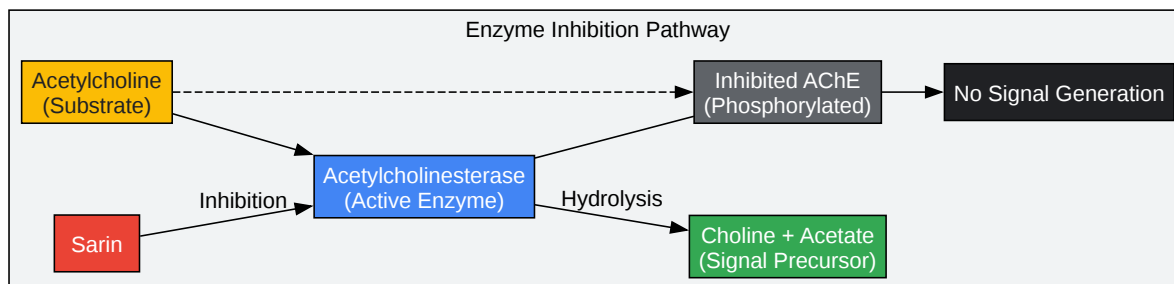 Enzyme Inhibition Pathway
Acetylcholine
(Substrate)
Inhibited AChE
(Phosphorylated)
No Signal Generation
Acetylcholinesterase
(Active Enzyme)
Inhibition
Hydrolysis
Sarin
Choline + Acetate
(Signal Precursor)